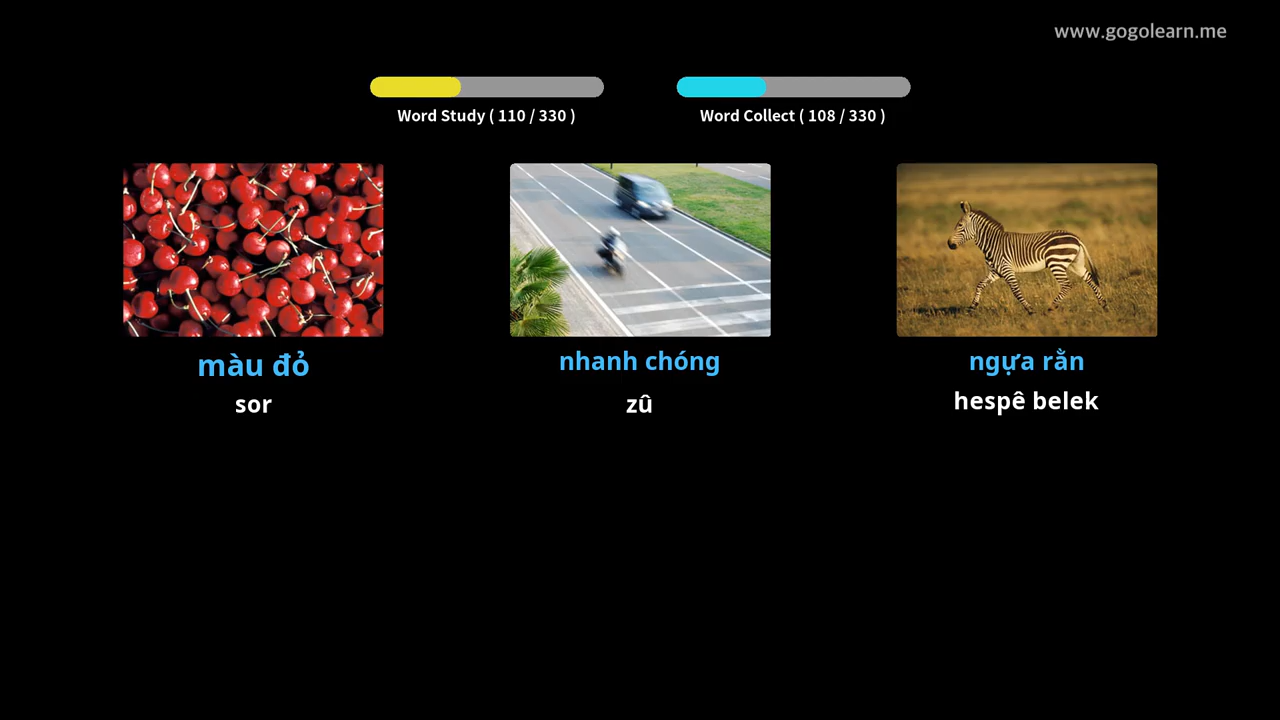 www.gogolearn.me
Word Study ( 110 / 330 )
Word Collect ( 108 / 330 )
màu đỏ
nhanh chóng
ngựa rằn
sor
zû
hespê belek